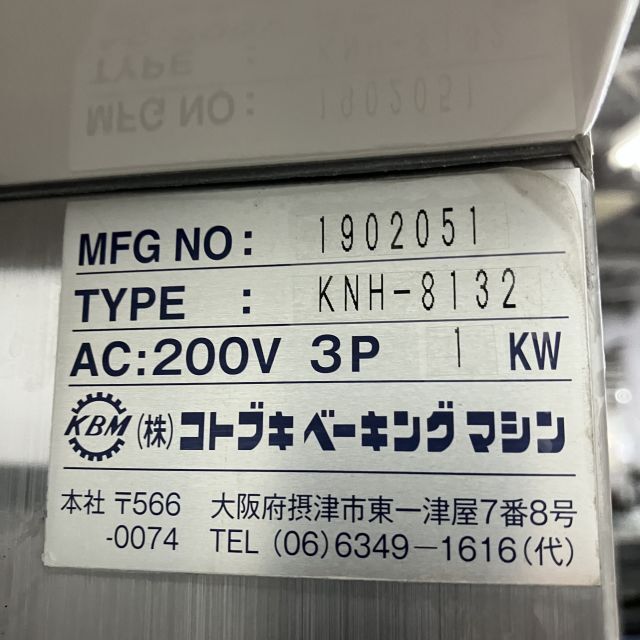 MFG NO: 1902051
TYPE : KNH-8132
AC:200V 3P 1 KW
KBM (株)コトブキベーキングマシン
本社 〒566 大阪府摂津市東一津屋7番8号
-0074 TEL (06)6349-1616(代)